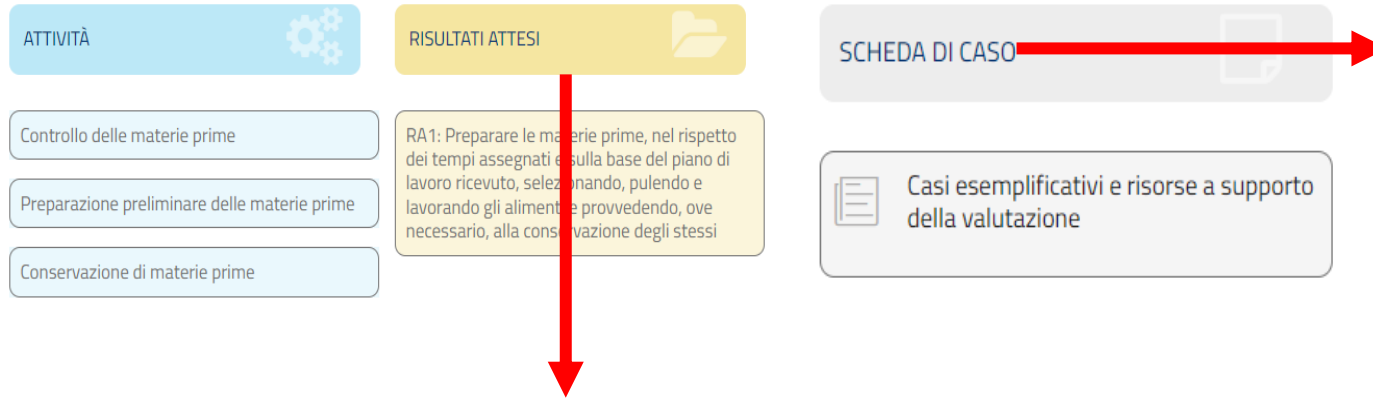 ATTIVITÀ
Controllo delle materie prime
Preparazione preliminare delle materie prime
Conservazione di materie prime
RISULTATI ATTESI
RA1: Preparare le materie prime, nel rispetto
dei tempi assegnati e sulla base del piano di
lavoro ricevuto, selezionando, pulendo e
lavorando gli alimenti e provvedendo, ove
necessario, alla conservazione degli stessi
SCHEDA DI CASO
Casi esemplificativi e risorse a supporto
della valutazione